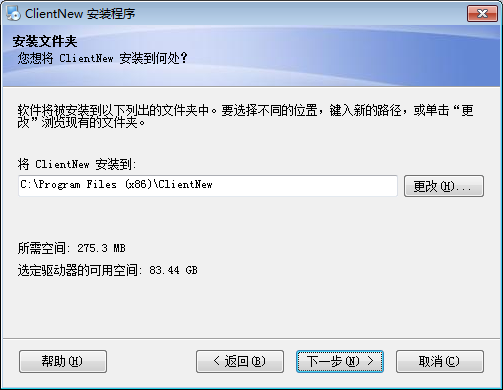 ClientNew 安装程序
安装文件夹
您想将 ClientNew 安装到何处?
软件将被安装到以下列出的文件夹中。要选择不同的位置，键入新的路径，或单击“更
改”浏览现有的文件夹。
将 ClientNew 安装到:
C:\Program Files (x86)\ClientNew
更改(H)...
所需空间: 275.3 MB
选定驱动器的可用空间: 83.44 GB
帮助(H)
< 返回(B)
下一步(N) >
取消(C)